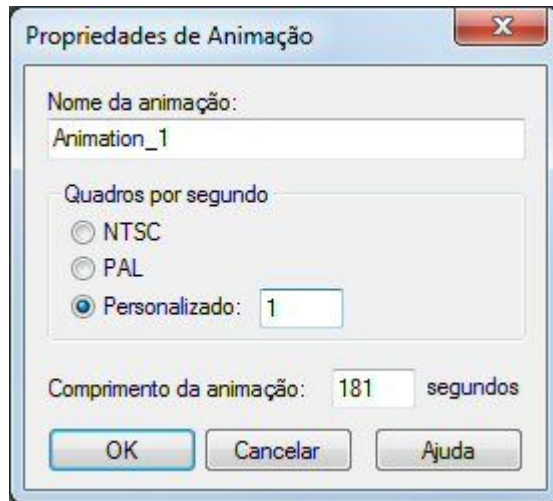 Propriedades de Animação
Nome da animação:
Animation_1
Quadros por segundo
NTSC
PAL
Personalizado: 1
Comprimento da animação: 181 segundos
OK Cancelar Ajuda